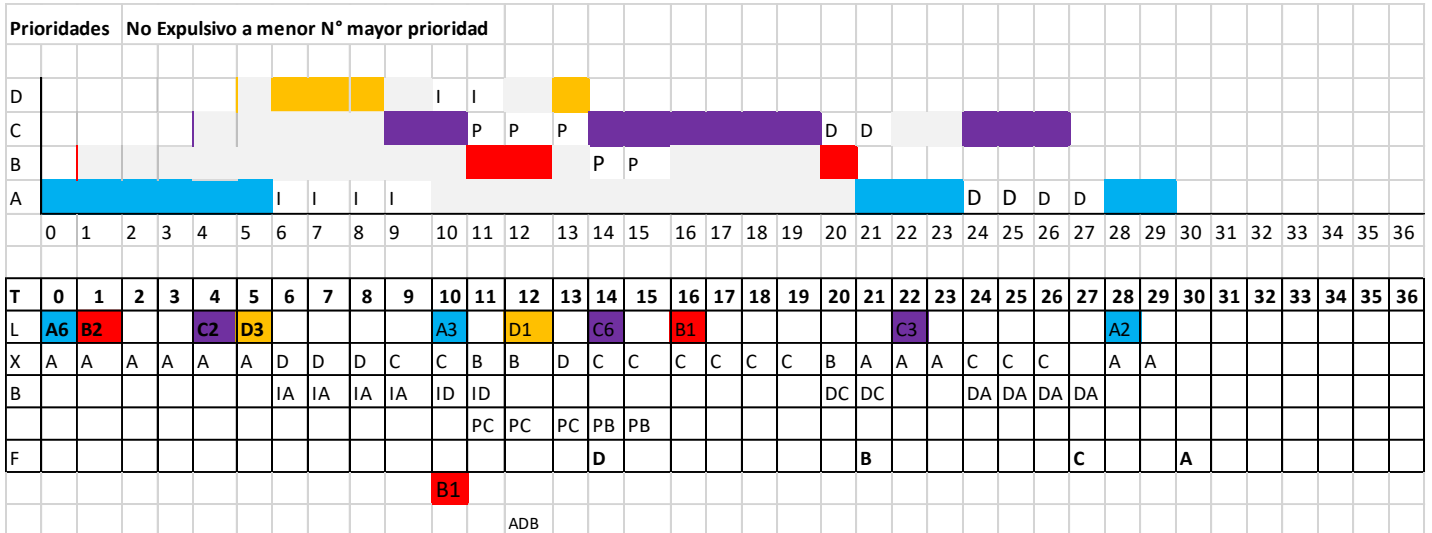 Prioridades No Expulsivo a menor N° mayor prioridad
D I I
C P P P D D
B P P
A I I I I D D D D
0 1 2 3 4 5 6 7 8 9 10 11 12 13 14 15 16 17 18 19 20 21 22 23 24 25 26 27 28 29 30 31 32 33 34 35 36
T 0 1 2 3 4 5 6 7 8 9 10 11 12 13 14 15 16 17 18 19 20 21 22 23 24 25 26 27 28 29 30 31 32 33 34 35 36
L A6 B2 C2 D3 A3 D1 C6 B1 C3 A2
X A A A A A A D D D C C B B D C C C C C C B A A A C C C A A
B IA IA IA IA ID ID DC DC DA DA DA DA
PC PC PC PB PB
F D B C A
B1
ADB